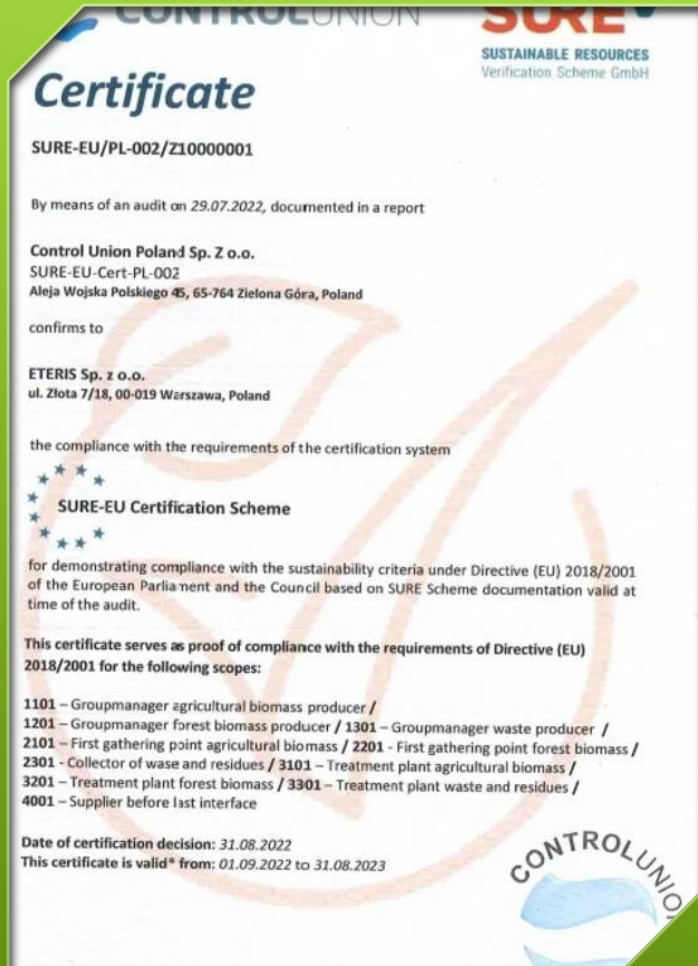 CONTROLUNION
SURE
SUSTAINABLE RESOURCES
Verification Scheme GmbH
Certificate
SURE-EU/PL-002/Z10000001
By means of an audit on 29.07.2022, documented in a report
Control Union Poland Sp. Z o.o.
SURE-EU-Cert-PL-002
Aleja Wojska Polskiego 45, 65-764 Zielona Góra, Poland
confirms to
ETERIS Sp. z o.o.
ul. Złota 7/18, 00-019 Warszawa, Poland
the compliance with the requirements of the certification system
SURE-EU Certification Scheme
for demonstrating compliance with the sustainability criteria under Directive (EU) 2018/2001
of the European Parliament and the Council based on SURE Scheme documentation valid at
time of the audit.
This certificate serves as proof of compliance with the requirements of Directive (EU)
2018/2001 for the following scopes:
1101 – Groupmanager agricultural biomass producer /
1201 – Groupmanager forest biomass producer / 1301 – Groupmanager waste producer /
2101 – First gathering point agricultural biomass / 2201 - First gathering point forest biomass /
2301 - Collector of wase and residues / 3101 – Treatment plant agricultural biomass /
3201 – Treatment plant forest biomass / 3301 – Treatment plant waste and residues /
4001 – Supplier before last interface
Date of certification decision: 31.08.2022
This certificate is valid* from: 01.09.2022 to 31.08.2023
CONTROLUNION